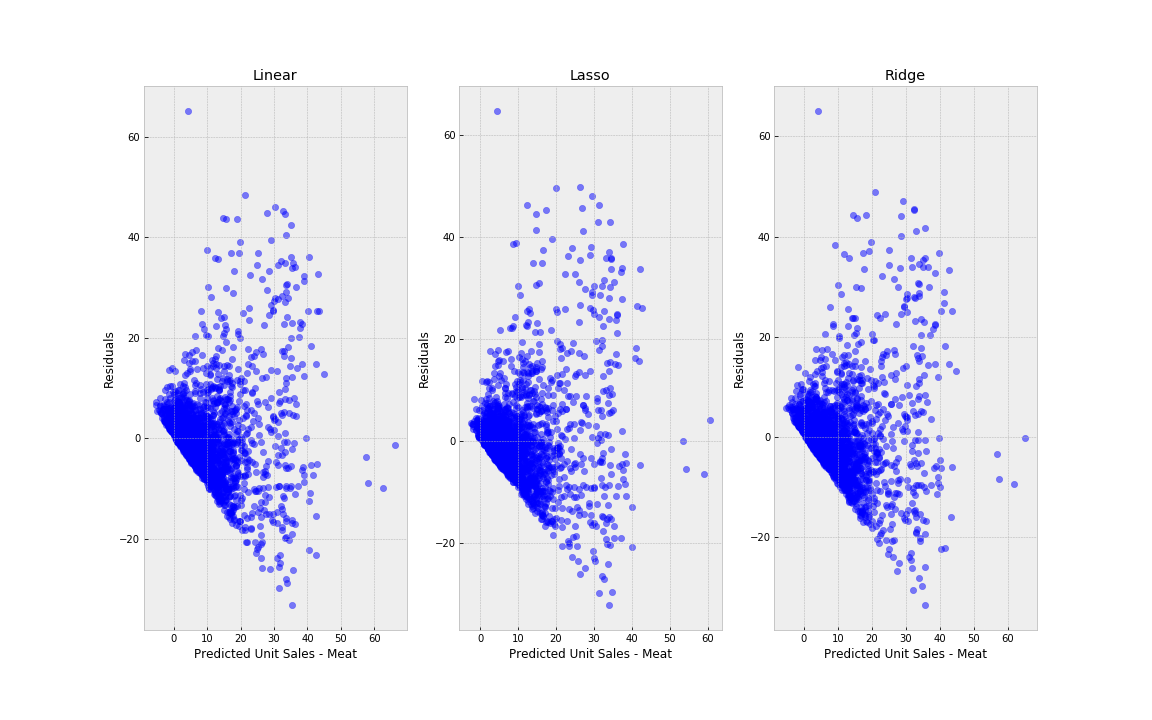 Linear Lasso Ridge
60 60 60
40 40 40
20 20 20
0 0 0
−20 −20 −20
Residuals Residuals Residuals
0 10 20 30 40 50 60 0 10 20 30 40 50 60 0 10 20 30 40 50 60
Predicted Unit Sales - Meat Predicted Unit Sales - Meat Predicted Unit Sales - Meat